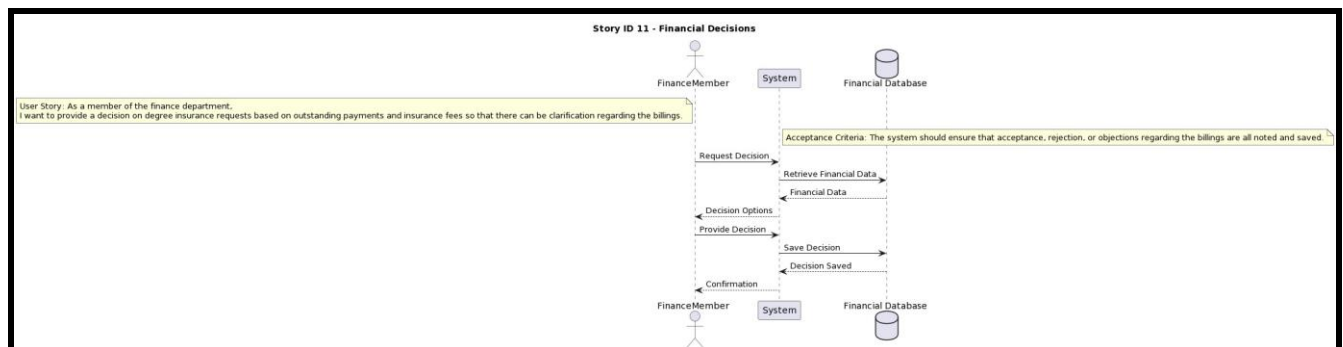 Story ID 11 - Financial Decisions
FinanceMember
System
Financial Database
User Story: As a member of the finance department,
I want to provide a decision on degree insurance requests based on outstanding payments and insurance fees so that there can be clarification regarding the billings.
Acceptance Criteria: The system should ensure that acceptance, rejection, or objections regarding the billings are all noted and saved.
Request Decision
Retrieve Financial Data
Financial Data
Decision Options
Provide Decision
Save Decision
Decision Saved
Confirmation
FinanceMember
System
Financial Database